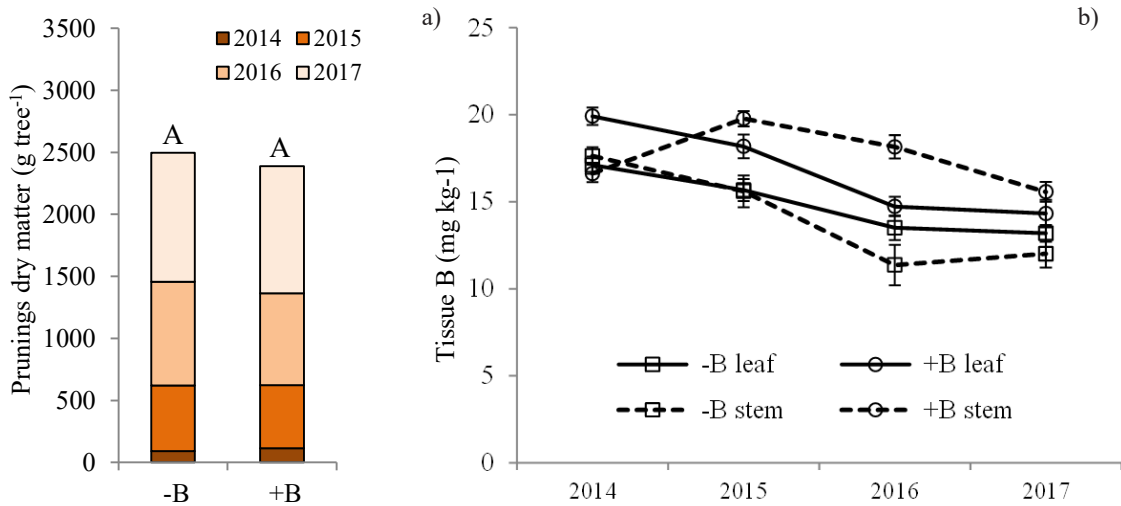 a)
Prunings dry matter (g tree-1)
3500
3000
2500
2000
1500
1000
500
0
2014 2015
2016 2017
A A
-B +B
b)
Tissue B (mg kg-1)
25
20
15
10
5
0
-B leaf +B leaf
-B stem +B stem
2014 2015 2016 2017